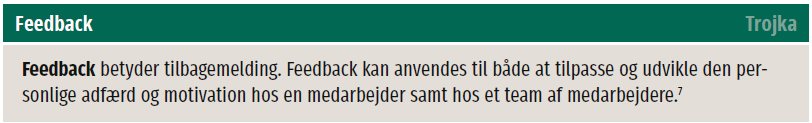 Feedback Trojka
Feedback betyder tilbagemelding. Feedback kan anvendes til både at tilpasse og udvikle den per-
sonlige adfærd og motivation hos en medarbejder samt hos et team af medarbejdere.⁷